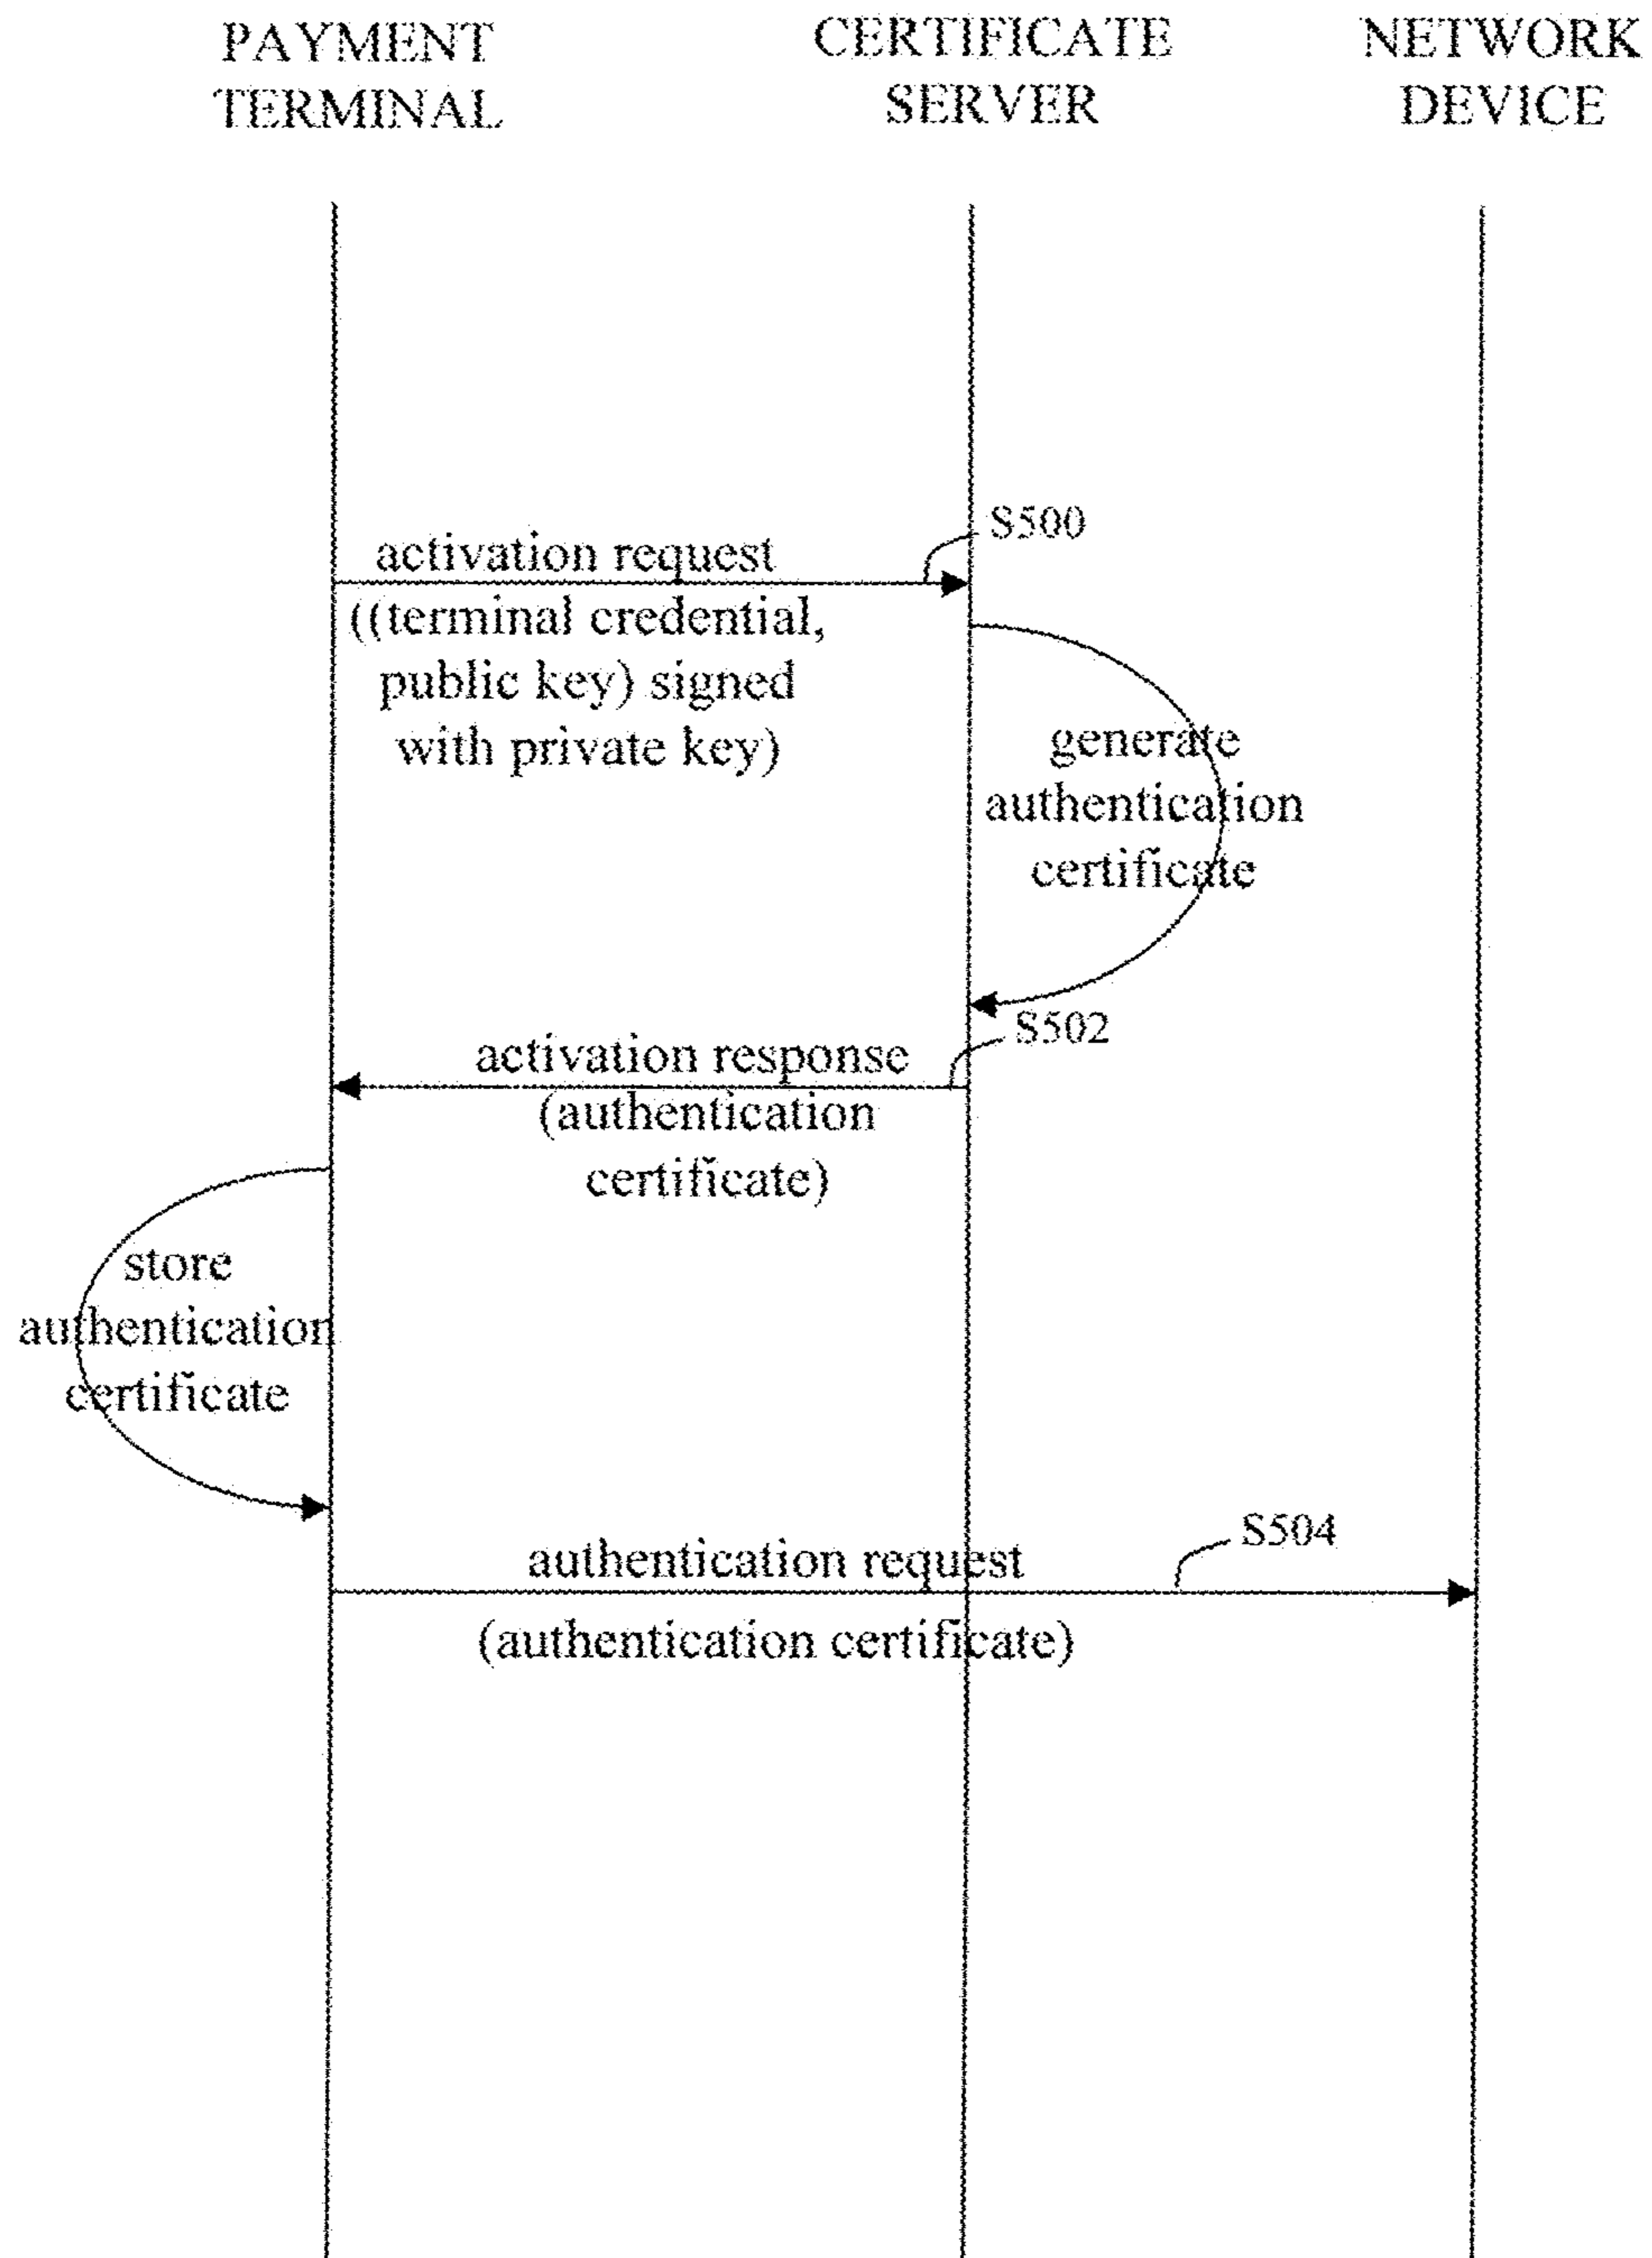 PAYMENT
TERMINAL
CERTIFICATE
SERVER
NETWORK
DEVICE
S500
activation request
((terminal credential,
public key) signed
with private key)
generate
authentication
certificate
S502
activation response
(authentication
certificate)
store
authentication
certificate
S504
authentication request
(authentication certificate)